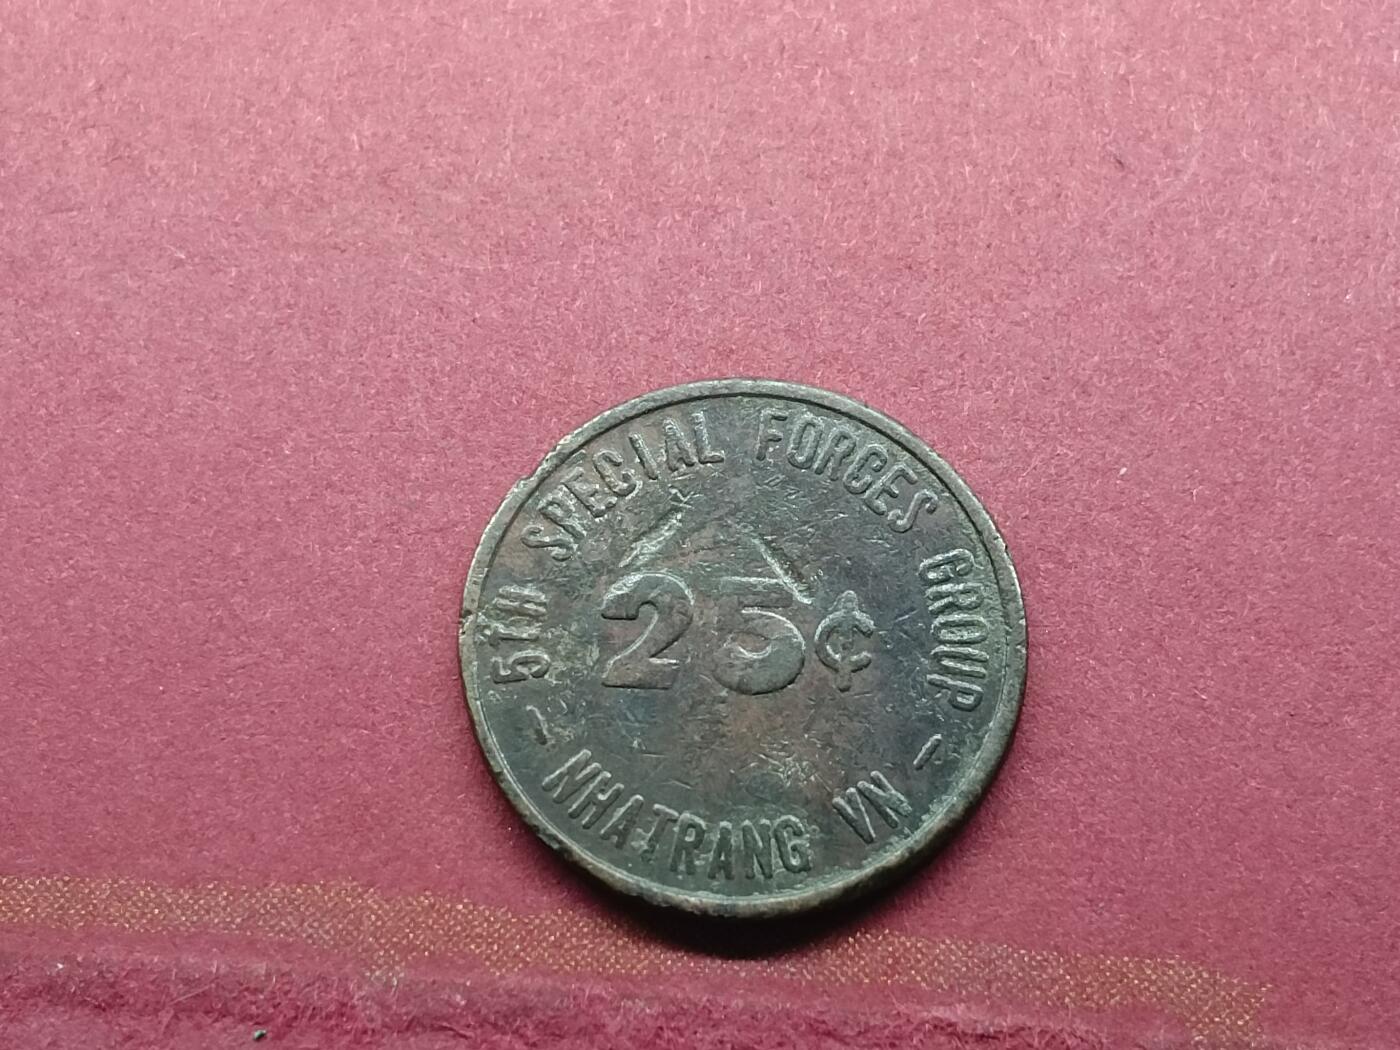 5TH SPECIAL FORCES GROUP
25¢
- NHATRANG VN -